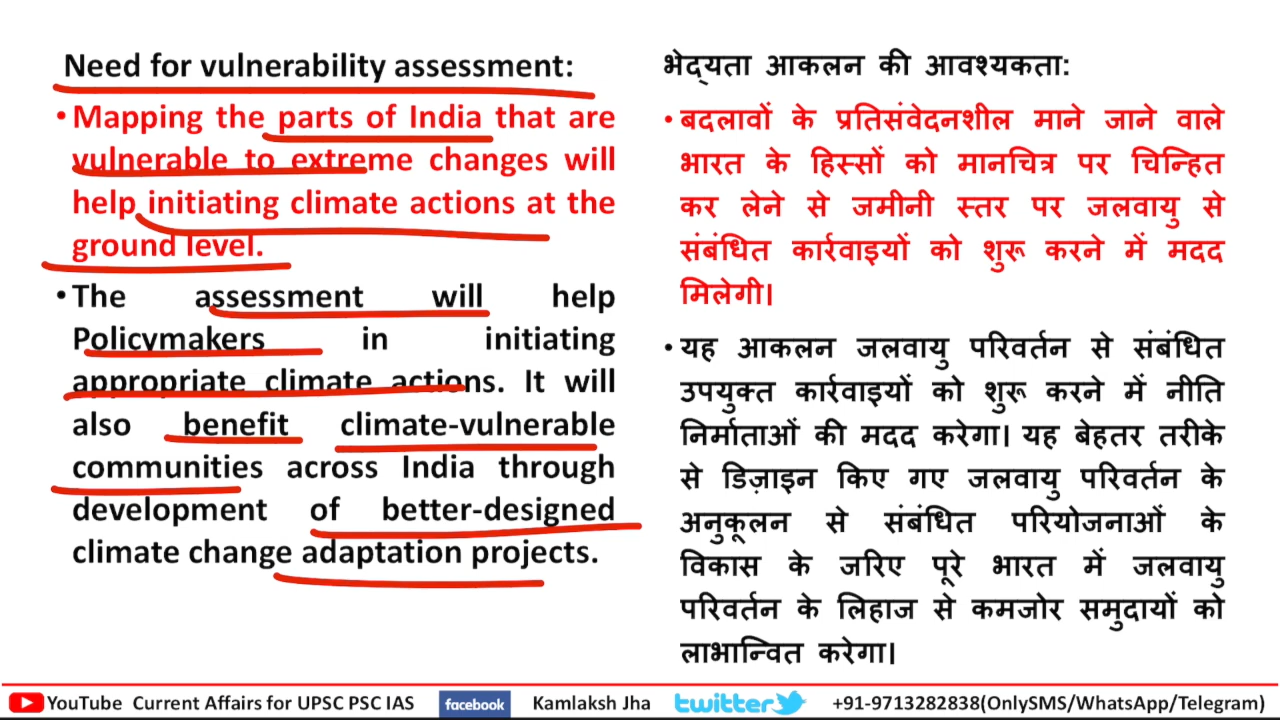 Need for vulnerability assessment:
• Mapping the parts of India that are
vulnerable to extreme changes will
help initiating climate actions at the
ground level.
• The assessment will help
Policymakers in initiating
appropriate climate actions. It will
also benefit climate-vulnerable
communities across India through
development of better-designed
climate change adaptation projects.
भेद्यता आकलन की आवश्यकता:
• बदलावों के प्रतिसंवेदनशील माने जाने वाले
भारत के हिस्सों को मानचित्र पर चिन्हित
कर लेने से जमीनी स्तर पर जलवायु से
संबंधित कार्रवाइयों को शुरू करने में मदद
मिलेगी।
• यह आकलन जलवायु परिवर्तन से संबंधित
उपयुक्त कार्रवाइयों को शुरू करने में नीति
निर्माताओं की मदद करेगा। यह बेहतर तरीके
से डिज़ाइन किए गए जलवायु परिवर्तन के
अनुकूलन से संबंधित परियोजनाओं के
विकास के जरिए पूरे भारत में जलवायु
परिवर्तन के लिहाज से कमजोर समुदायों को
लाभान्वित करेगा।
YouTube Current Affairs for UPSC PSC IAS facebook Kamlaksh Jha twitter +91-9713282838(OnlySMS/WhatsApp/Telegram)